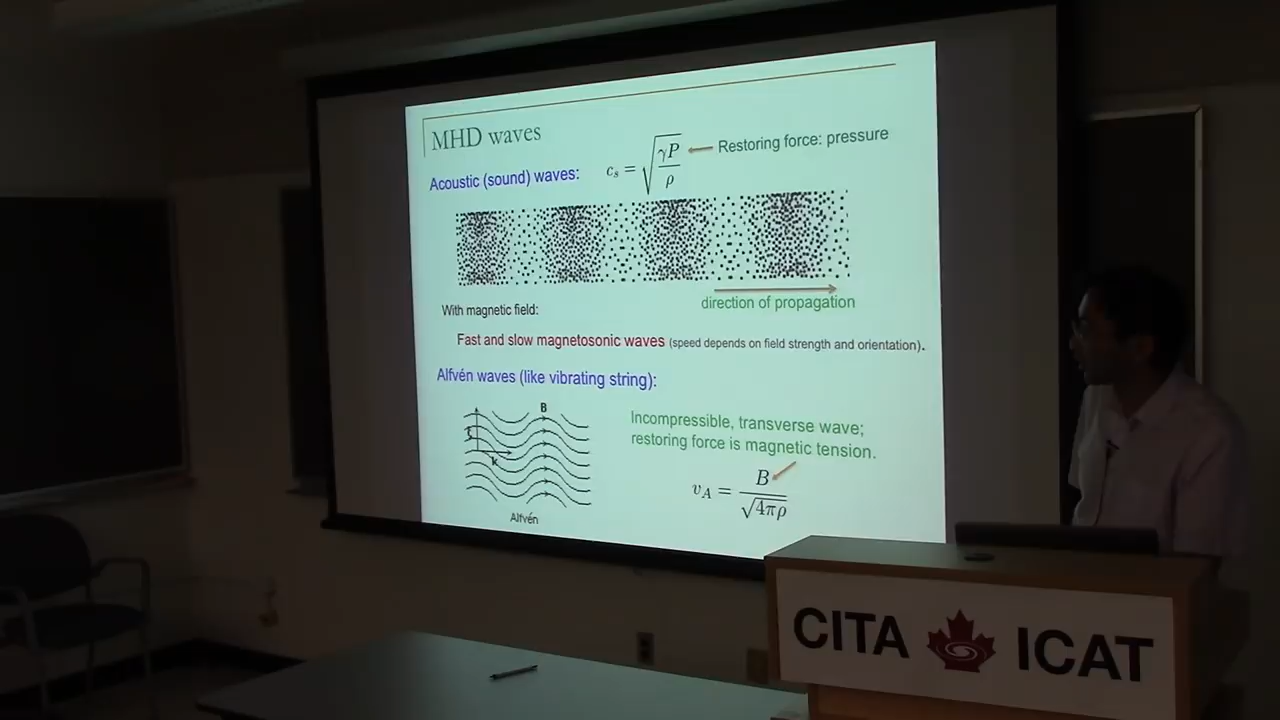 MHD waves
Acoustic (sound) waves:
c_s = √(γP/ρ)
Restoring force: pressure
direction of propagation
With magnetic field:
Fast and slow magnetosonic waves (speed depends on field strength and orientation).
Alfvén waves (like vibrating string):
B
k
Alfvén
Incompressible, transverse wave;
restoring force is magnetic tension.
v_A = B/√(4πρ)
CITA ICAT